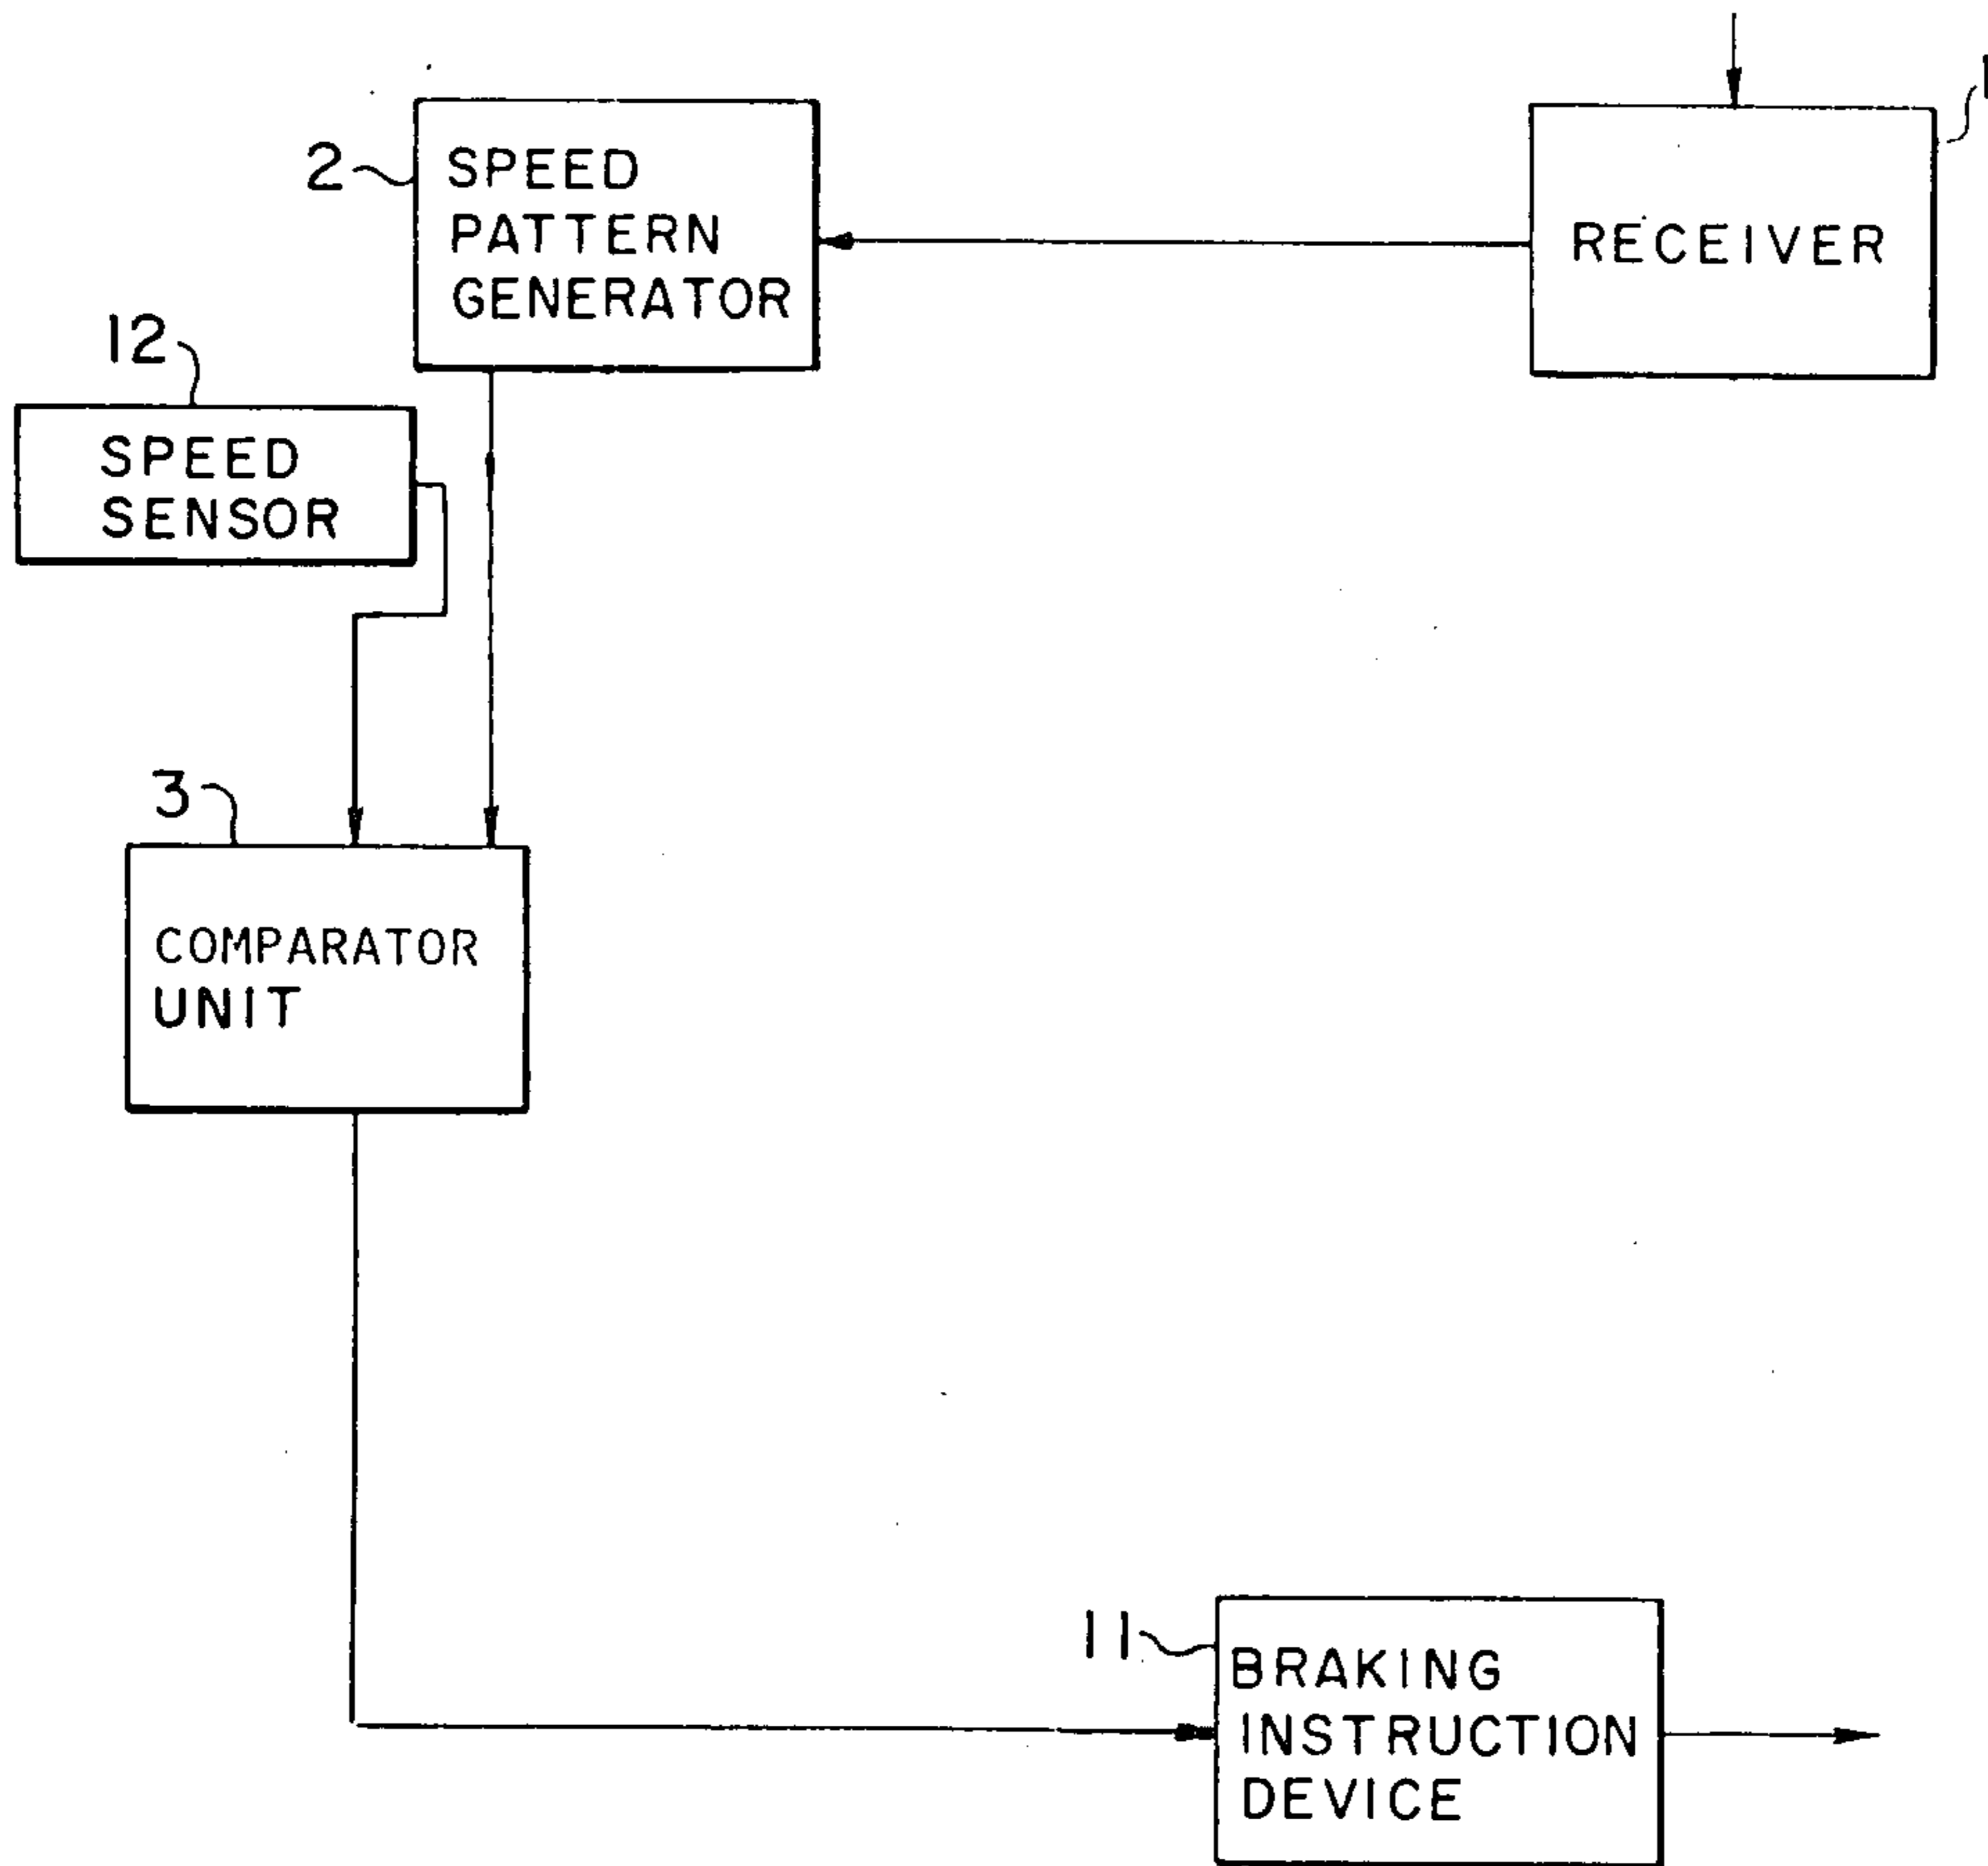 1
2
SPEED
PATTERN
GENERATOR
RECEIVER
12
SPEED
SENSOR
3
COMPARATOR
UNIT
11
BRAKING
INSTRUCTION
DEVICE